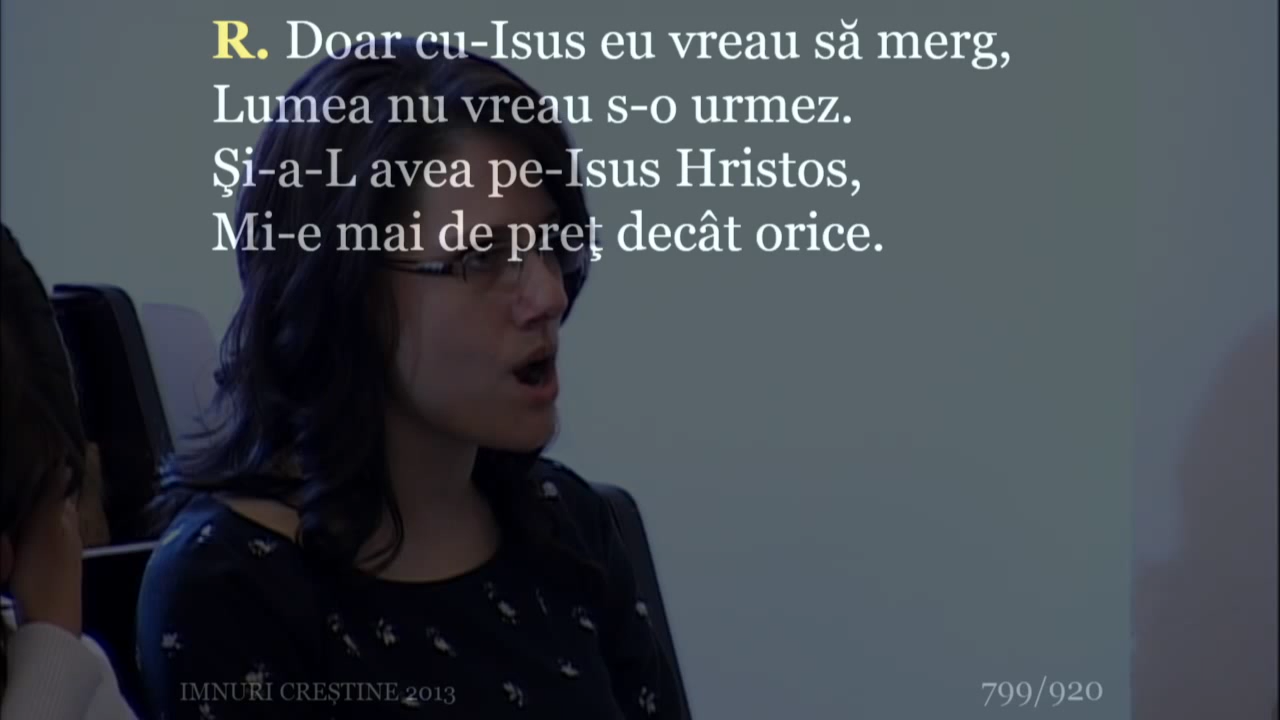 R. Doar cu-Isus eu vreau să merg,
Lumea nu vreau s-o urmez.
Şi-a-L avea pe-Isus Hristos,
Mi-e mai de preţ decât orice.
IMNURI CREȘTINE 2013
799/920